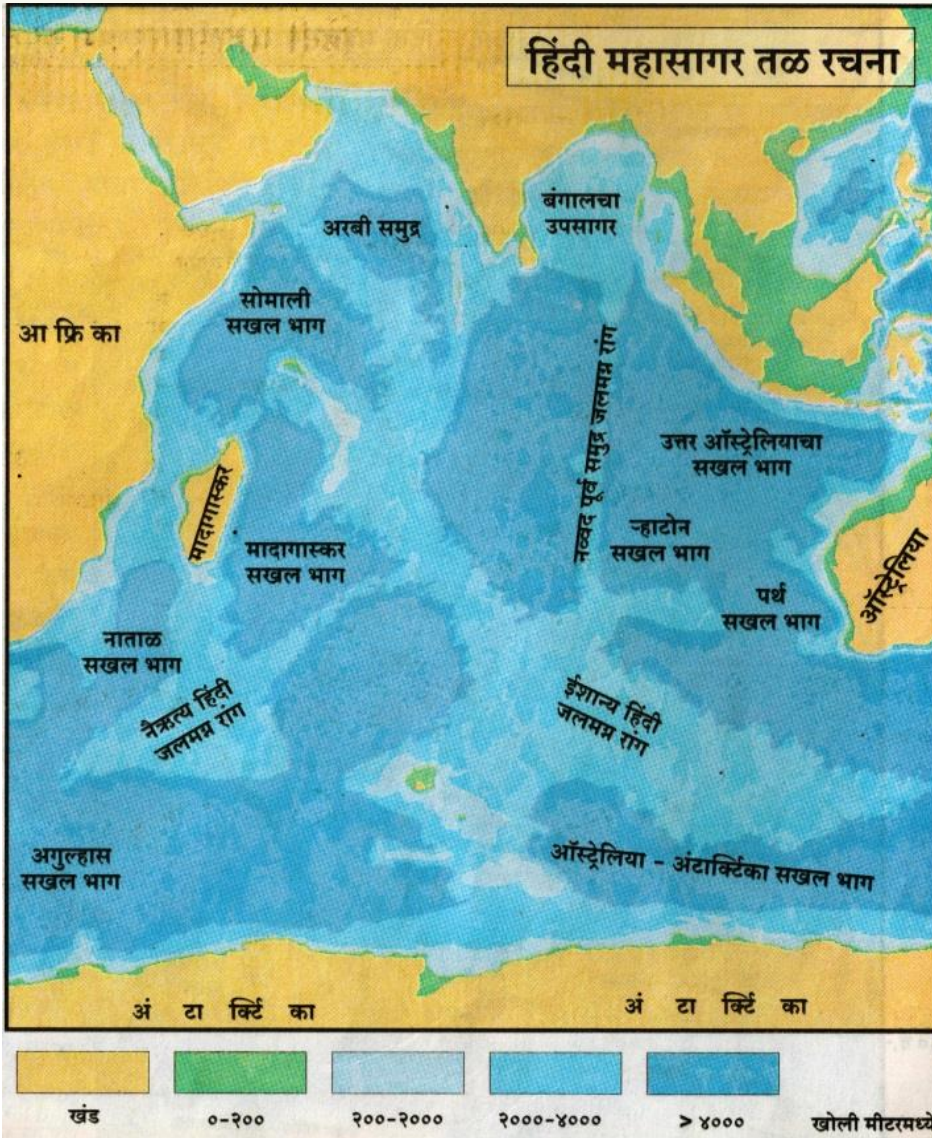 हिंदी महासागर तळ रचना
बंगालचा
उपसागर
अरबी समुद्र
सोमाली
सखल भाग
आ फ्रि का
नव्वद पूर्व समुद्र जलमग्न रांग
उत्तर ऑस्ट्रेलियाचा
सखल भाग
मादागास्कर
ऱ्हाटोन
सखल भाग
मादागास्कर
सखल भाग
ऑस्ट्रेलिया
पर्थ
सखल भाग
नाताळ
सखल भाग
नैऋत्य हिंदी
जलमग्न रांग
ईशान्य हिंदी
जलमग्न रांग
अगुल्हास
सखल भाग
ऑस्ट्रेलिया - अंटार्क्टिका सखल भाग
अं टा र्क्टि का
अं टा र्क्टि का
खंड
०-२००
२००-२०००
२०००-४०००
> ४०००
खोली मीटरमध्ये